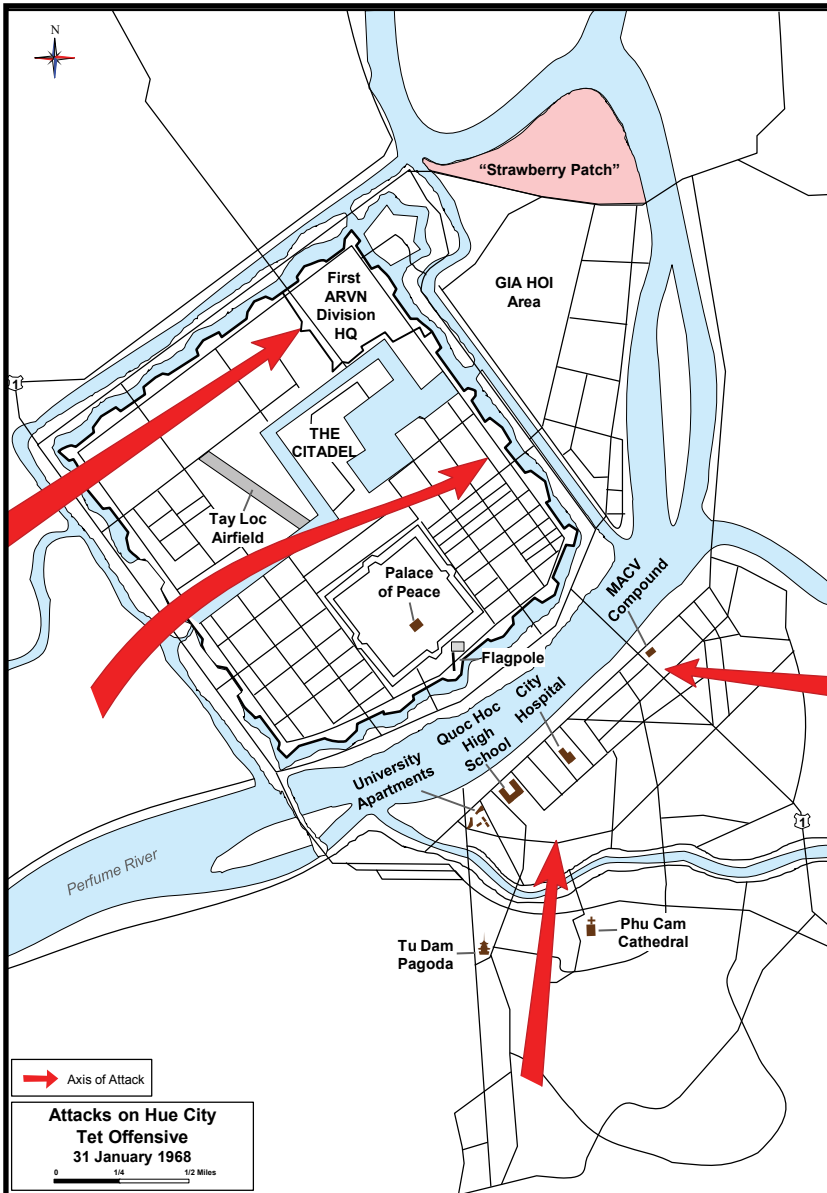 N
“Strawberry Patch”
First
ARVN
Division
HQ
GIA HOI
Area
1
THE
CITADEL
Tay Loc
Airfield
MACV
Compound
Palace
of Peace
Flagpole
City
Hospital
Quoc Hoc
High
School
University
Apartments
1
Perfume River
Phu Cam
Cathedral
Tu Dam
Pagoda
Axis of Attack
Attacks on Hue City
Tet Offensive
31 January 1968
0 1/4 1/2 Miles